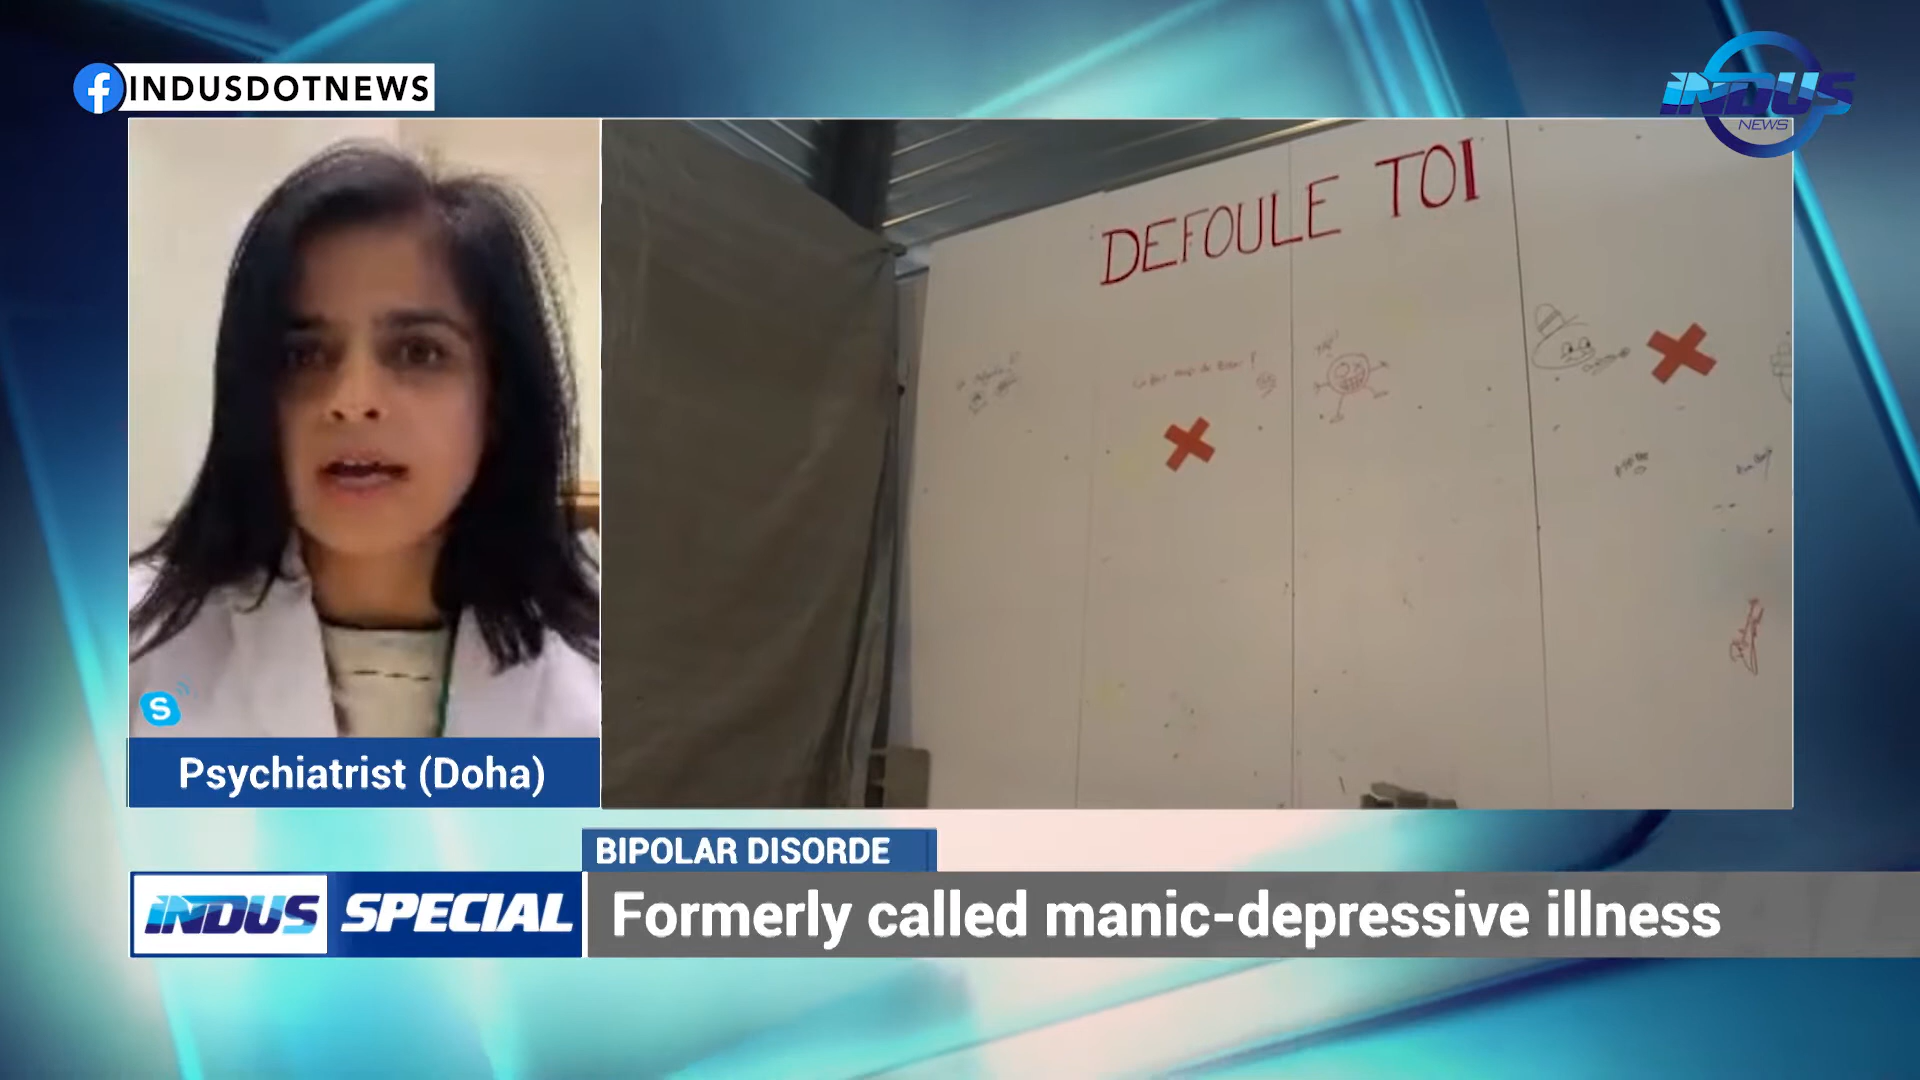 INDUSDOTNEWS
INDUS
NEWS
DEFOULE TOI
Psychiatrist (Doha)
BIPOLAR DISORDE
INDUS SPECIAL
Formerly called manic-depressive illness